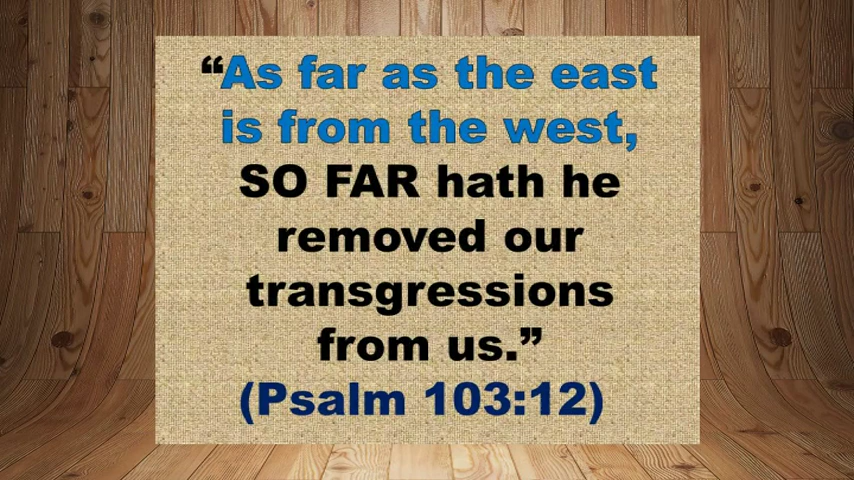 “As far as the east
is from the west,
SO FAR hath he
removed our
transgressions
from us.”
(Psalm 103:12)